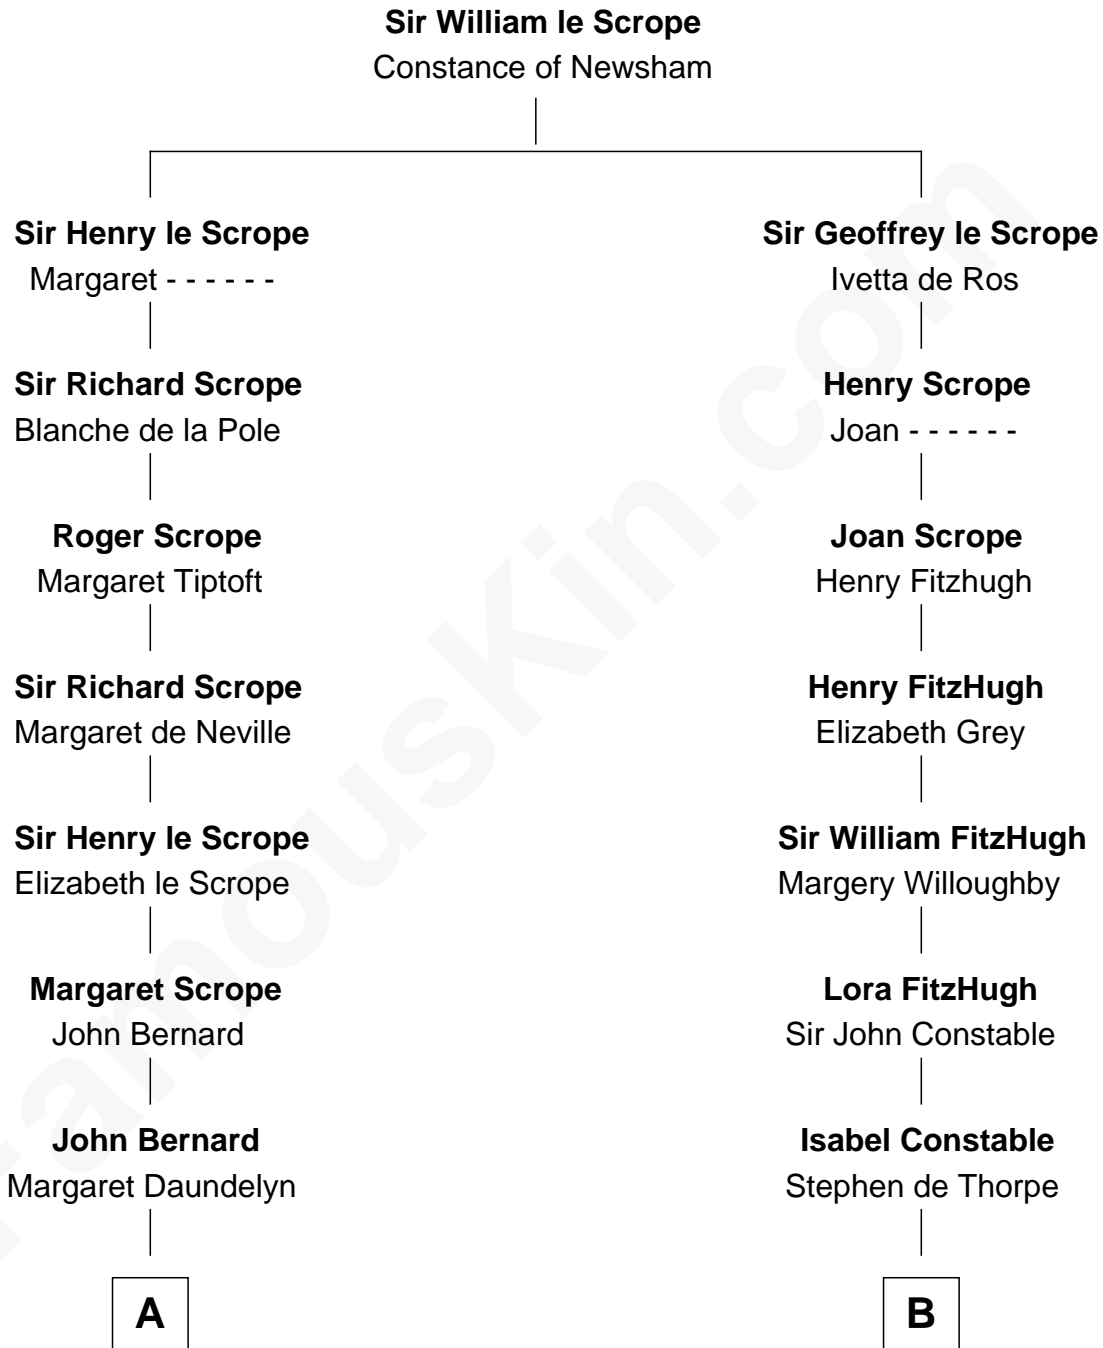 Sir William le Scrope
Constance of Newsham
Sir Henry le Scrope
Margaret - - - - - -
Sir Richard Scrope
Blanche de la Pole
Roger Scrope
Margaret Tiptoft
Sir Richard Scrope
Margaret de Neville
Sir Henry le Scrope
Elizabeth le Scrope
Margaret Scrope
John Bernard
John Bernard
Margaret Daundelyn
A
Sir Geoffrey le Scrope
Ivetta de Ros
Henry Scrope
Joan - - - - - -
Joan Scrope
Henry Fitzhugh
Henry FitzHugh
Elizabeth Grey
Sir William FitzHugh
Margery Willoughby
Lora FitzHugh
Sir John Constable
Isabel Constable
Stephen de Thorpe
B
FamousKin.com